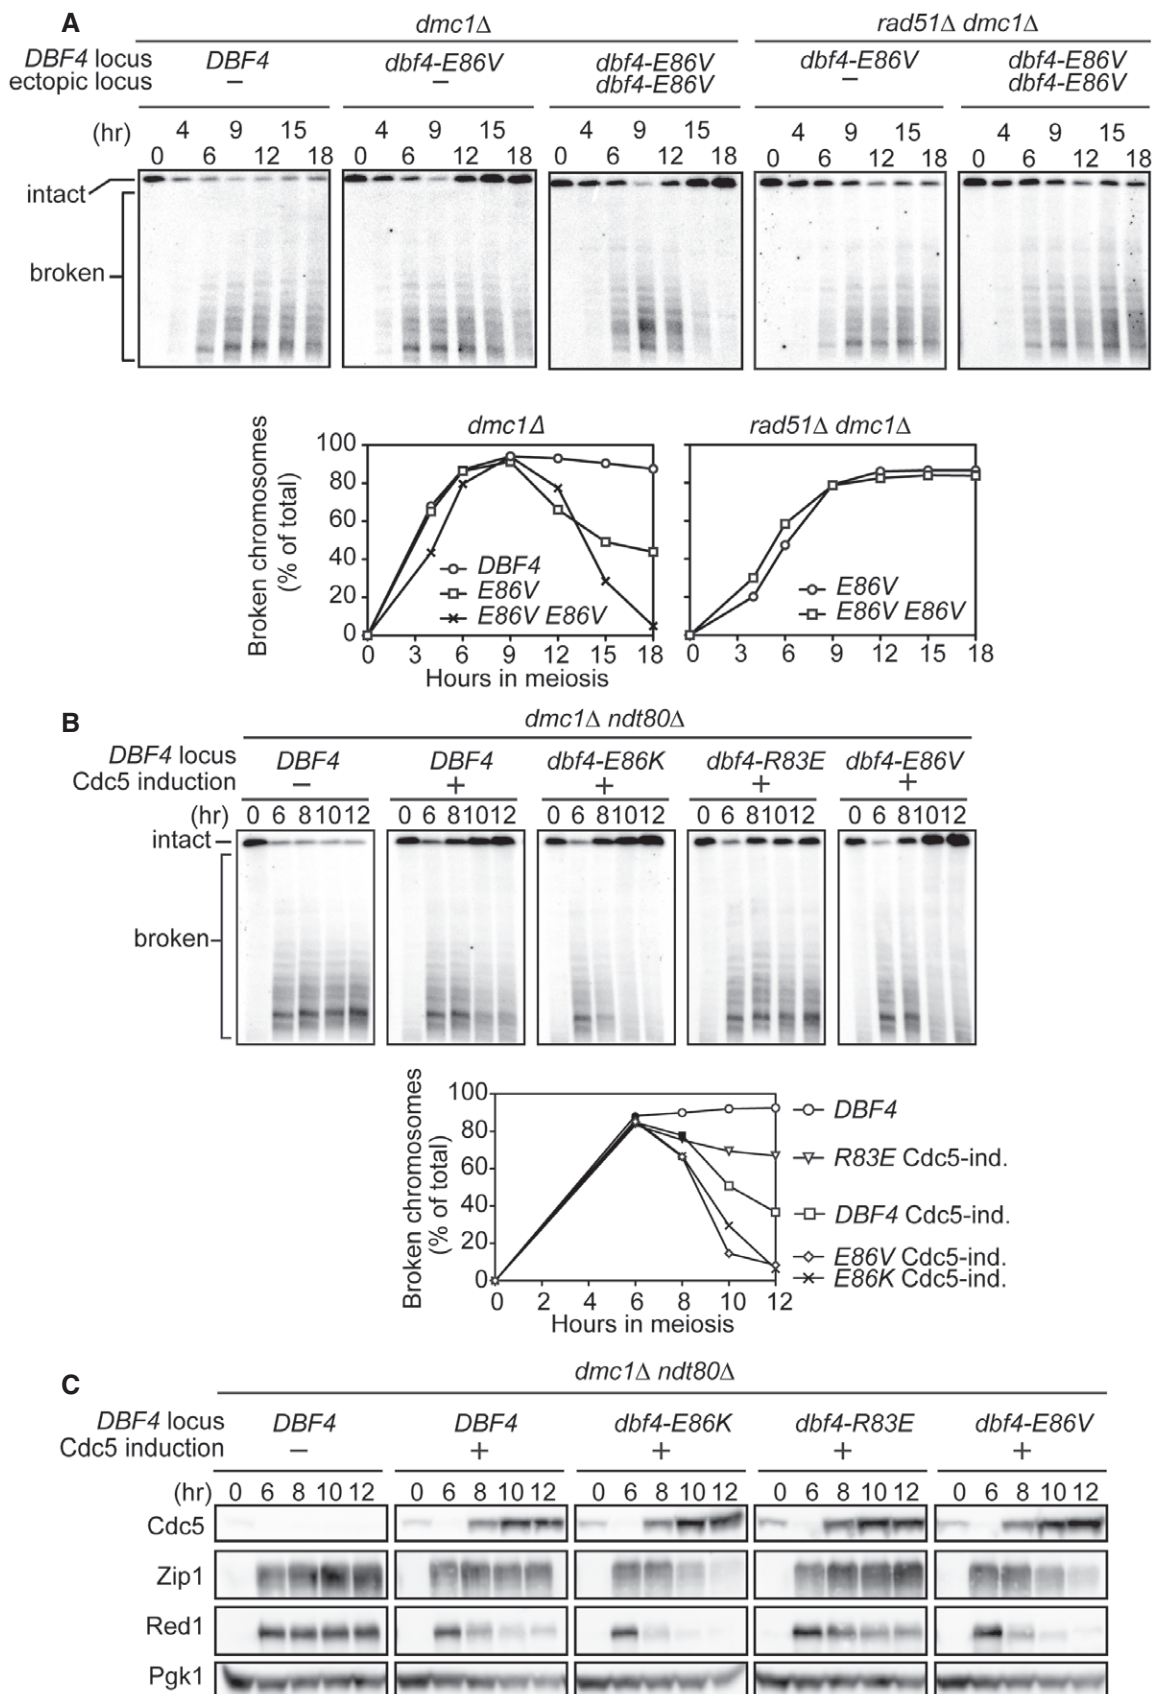 A
dmc1Δ
rad51Δ dmc1Δ
DBF4 locus DBF4 dbf4-E86V dbf4-E86V dbf4-E86V dbf4-E86V
ectopic locus – – dbf4-E86V – dbf4-E86V
(hr) 4 9 15 4 9 15 4 9 15 4 9 15 4 9 15
0 6 12 18 0 6 12 18 0 6 12 18 0 6 12 18 0 6 12 18
intact
broken
dmc1Δ
rad51Δ dmc1Δ
Broken chromosomes
(% of total)
100
80
60
40
20
0
DBF4
E86V
E86V E86V
E86V
E86V E86V
0 3 6 9 12 15 18
0 3 6 9 12 15 18
Hours in meiosis
B
dmc1Δ ndt80Δ
DBF4 locus DBF4 DBF4 dbf4-E86K dbf4-R83E dbf4-E86V
Cdc5 induction – + + + +
(hr) 0 6 8 10 12 0 6 8 10 12 0 6 8 10 12 0 6 8 10 12 0 6 8 10 12
intact
broken
Broken chromosomes
(% of total)
100
80
60
40
20
0
0 2 4 6 8 10 12
Hours in meiosis
DBF4
R83E Cdc5-ind.
DBF4 Cdc5-ind.
E86V Cdc5-ind.
E86K Cdc5-ind.
C
dmc1Δ ndt80Δ
DBF4 locus DBF4 DBF4 dbf4-E86K dbf4-R83E dbf4-E86V
Cdc5 induction – + + + +
(hr) 0 6 8 10 12 0 6 8 10 12 0 6 8 10 12 0 6 8 10 12 0 6 8 10 12
Cdc5
Zip1
Red1
Pgk1